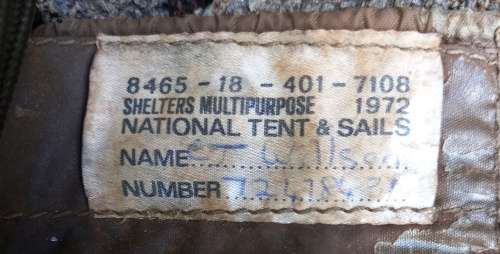 8465-18-401-7108
SHELTERS MULTIPURPOSE 1972
NATIONAL TENT & SAILS
NAME
NUMBER